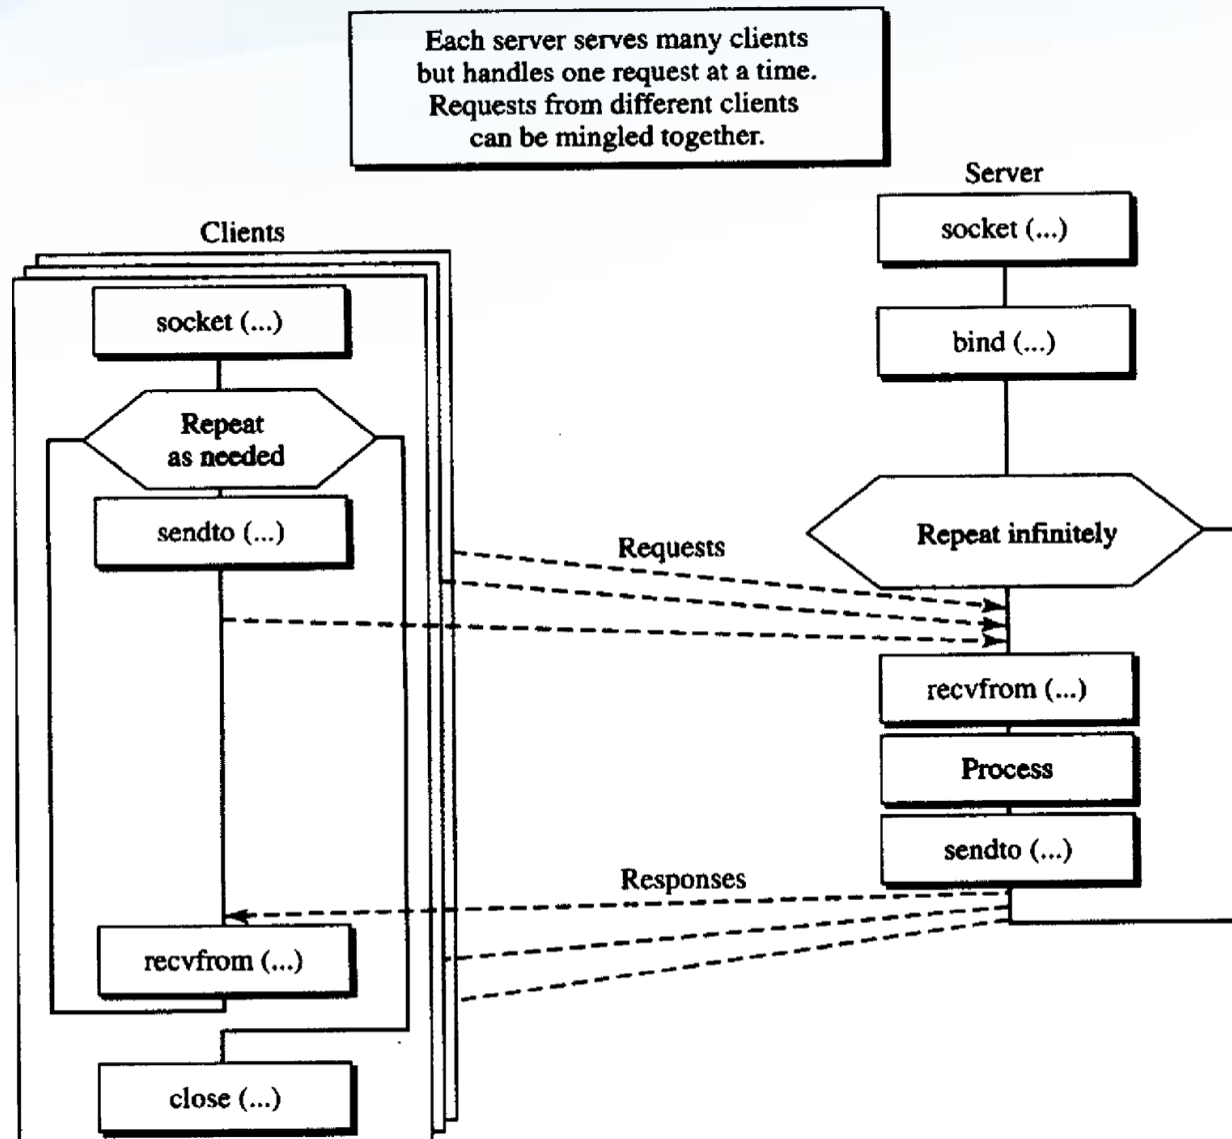 Each server serves many clients
but handles one request at a time.
Requests from different clients
can be mingled together.
Server
socket (...)
bind (...)
Repeat infinitely
recvfrom (...)
Process
sendto (...)
Clients
socket (...)
Repeat
as needed
sendto (...)
recvfrom (...)
close (...)
Requests
Responses